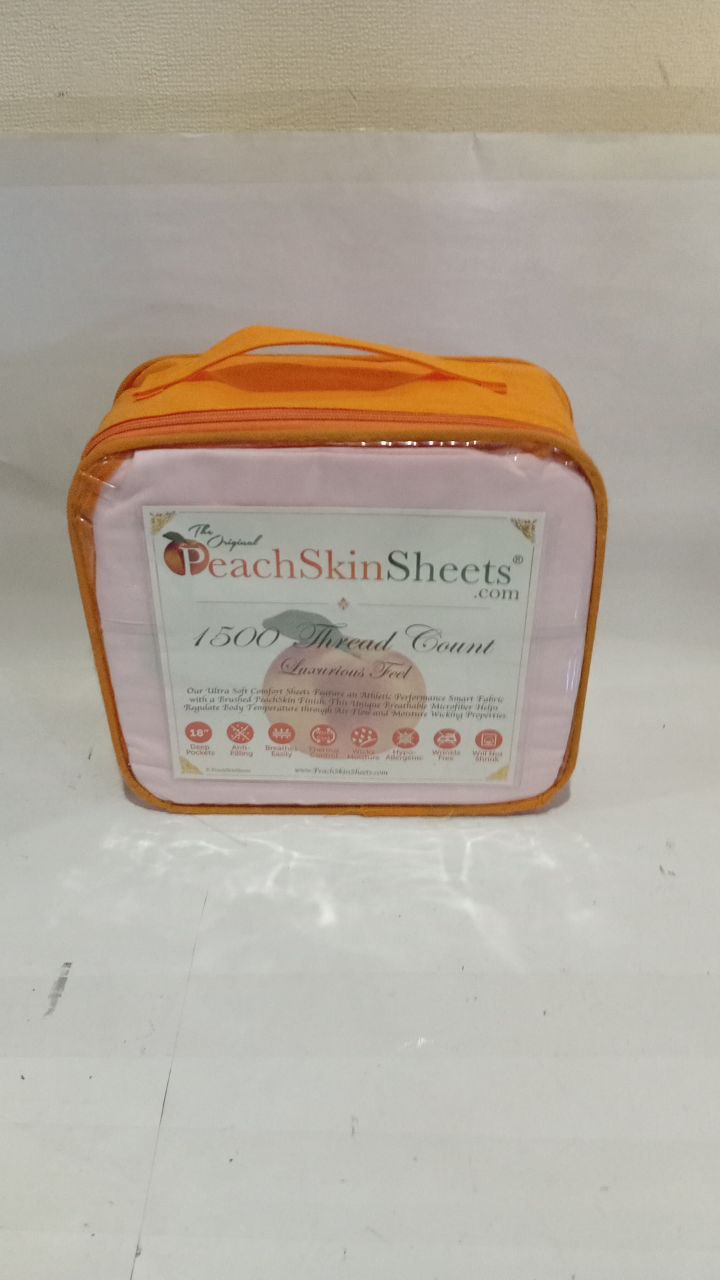 The
Original
PeachSkinSheets®
.com
1500 Thread Count
Luxurious Feel
Our Ultra Soft Comfort Sheets Feature an Athletic Performance Smart Fabric
with a Brushed PeachSkin Finish. This Unique Breathable Microfiber Helps
Regulate Body Temperature through Air Flow and Moisture Wicking Properties.
18"
Deep Pockets
Anti-Pilling
Breathes Easily
Thermal Control
Wicks Moisture
Hypo-Allergenic
Wrinkle Free
Will Not Shrink
www.PeachSkinSheets.com